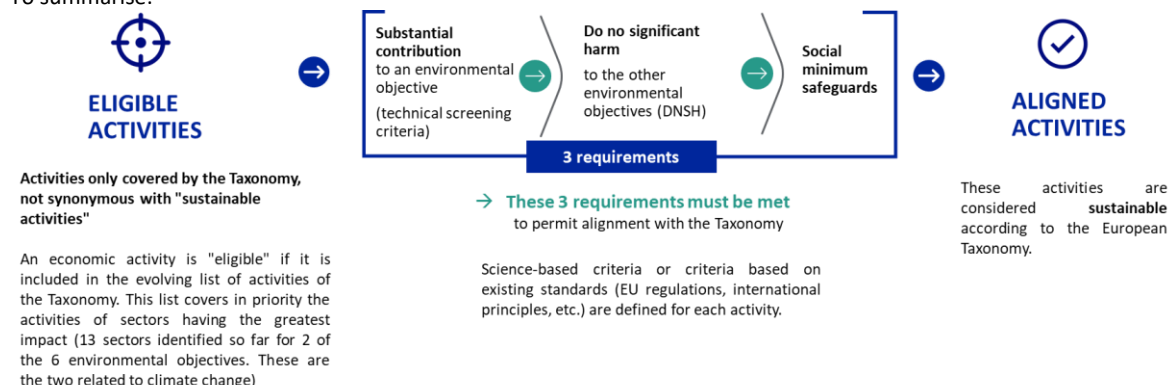 To summarise:
ELIGIBLE
ACTIVITIES
Activities only covered by the Taxonomy,
not synonymous with "sustainable
activities"
An economic activity is "eligible" if it is
included in the evolving list of activities of
the Taxonomy. This list covers in priority the
activities of sectors having the greatest
impact (13 sectors identified so far for 2 of
the 6 environmental objectives. These are
the two related to climate change)
Substantial
contribution
to an environmental
objective
(technical screening
criteria)
Do no significant
harm
to the other
environmental
objectives (DNSH)
Social
minimum
safeguards
3 requirements
→ These 3 requirements must be met
to permit alignment with the Taxonomy
Science-based criteria or criteria based on
existing standards (EU regulations, international
principles, etc.) are defined for each activity.
ALIGNED
ACTIVITIES
These activities are
considered sustainable
according to the European
Taxonomy.